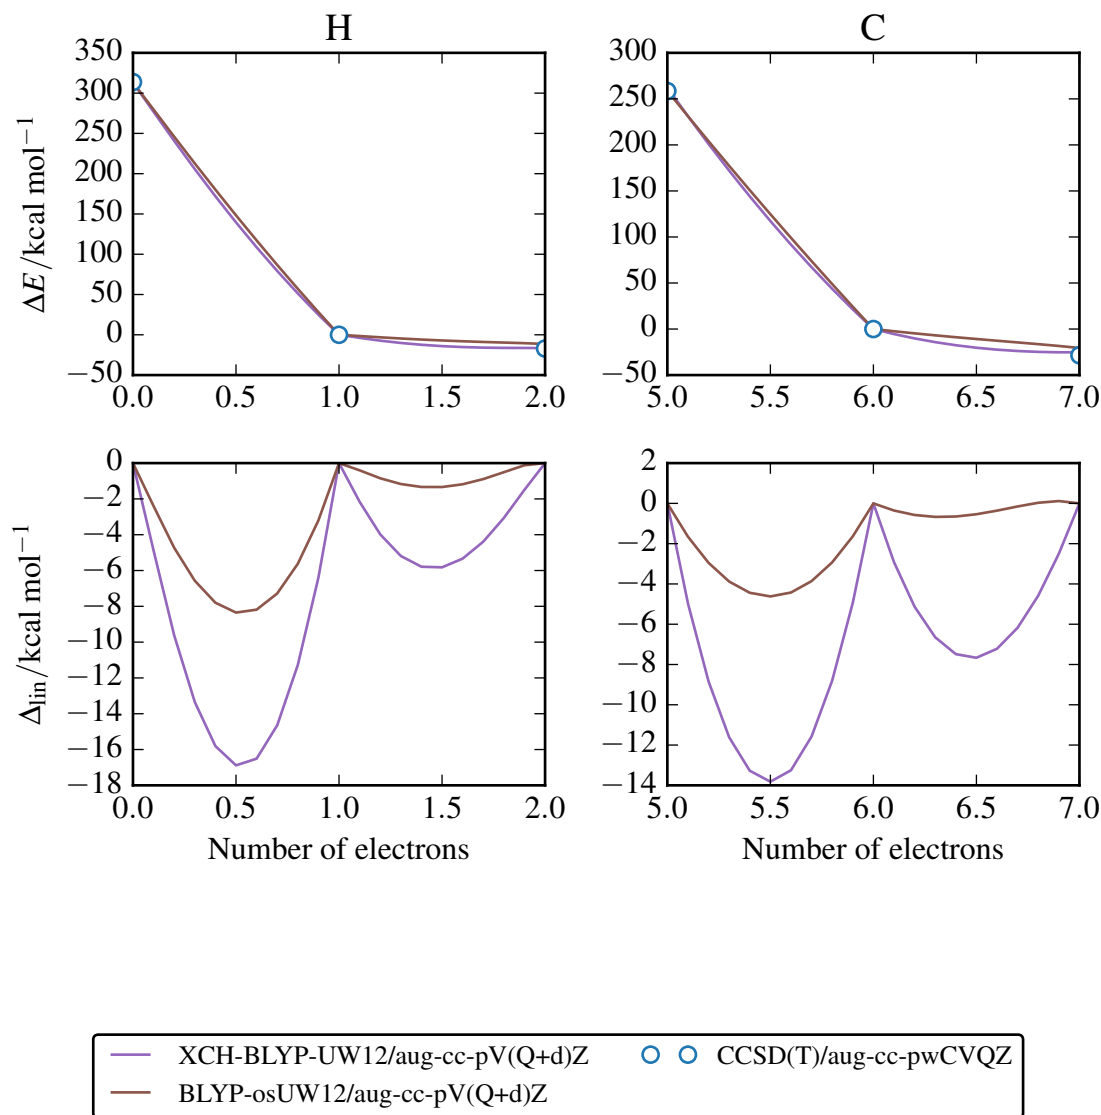 H
C
350
300
250
200
150
100
50
0
−50
ΔE/kcal mol−1
0.0 0.5 1.0 1.5 2.0
300
250
200
150
100
50
0
−50
5.0 5.5 6.0 6.5 7.0
0
−2
−4
−6
−8
−10
−12
−14
−16
−18
Δlin/kcal mol−1
0.0 0.5 1.0 1.5 2.0
Number of electrons
2
0
−2
−4
−6
−8
−10
−12
−14
5.0 5.5 6.0 6.5 7.0
Number of electrons
XCH-BLYP-UW12/aug-cc-pV(Q+d)Z
BLYP-osUW12/aug-cc-pV(Q+d)Z
CCSD(T)/aug-cc-pwCVQZ